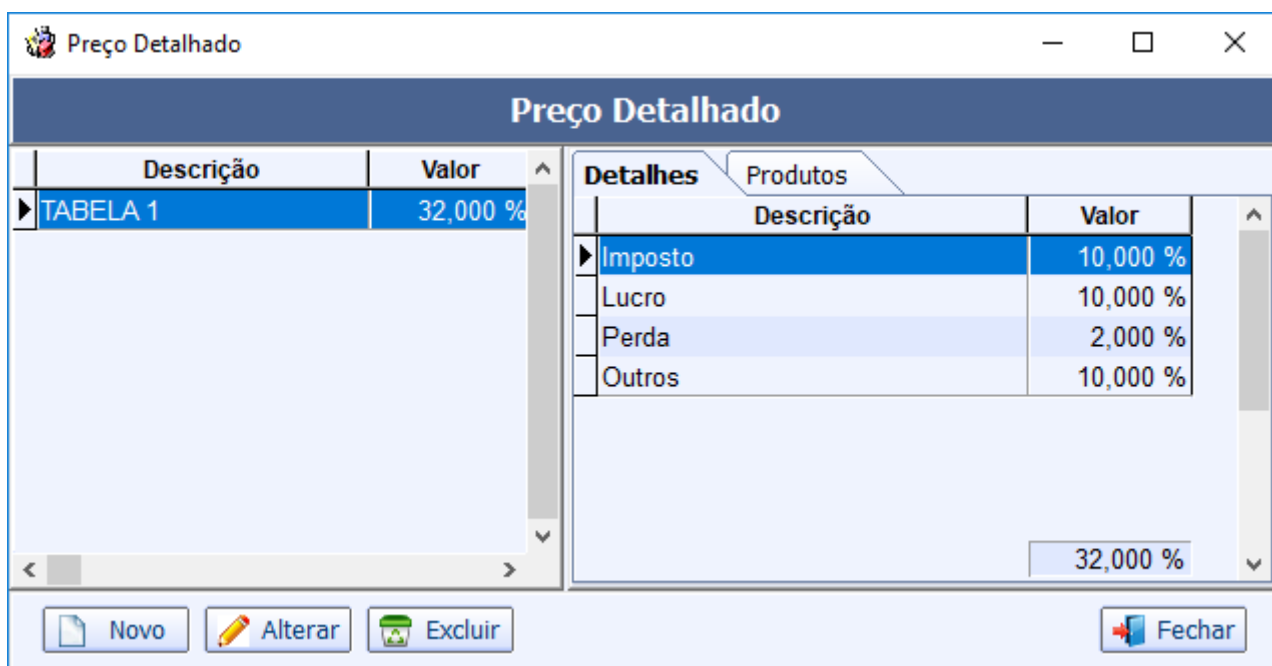 Preço Detalhado
Preço Detalhado
Descrição Valor
TABELA 1 32,000 %
Detalhes Produtos
Descrição Valor
Imposto 10,000 %
Lucro 10,000 %
Perda 2,000 %
Outros 10,000 %
32,000 %
Novo Alterar Excluir Fechar